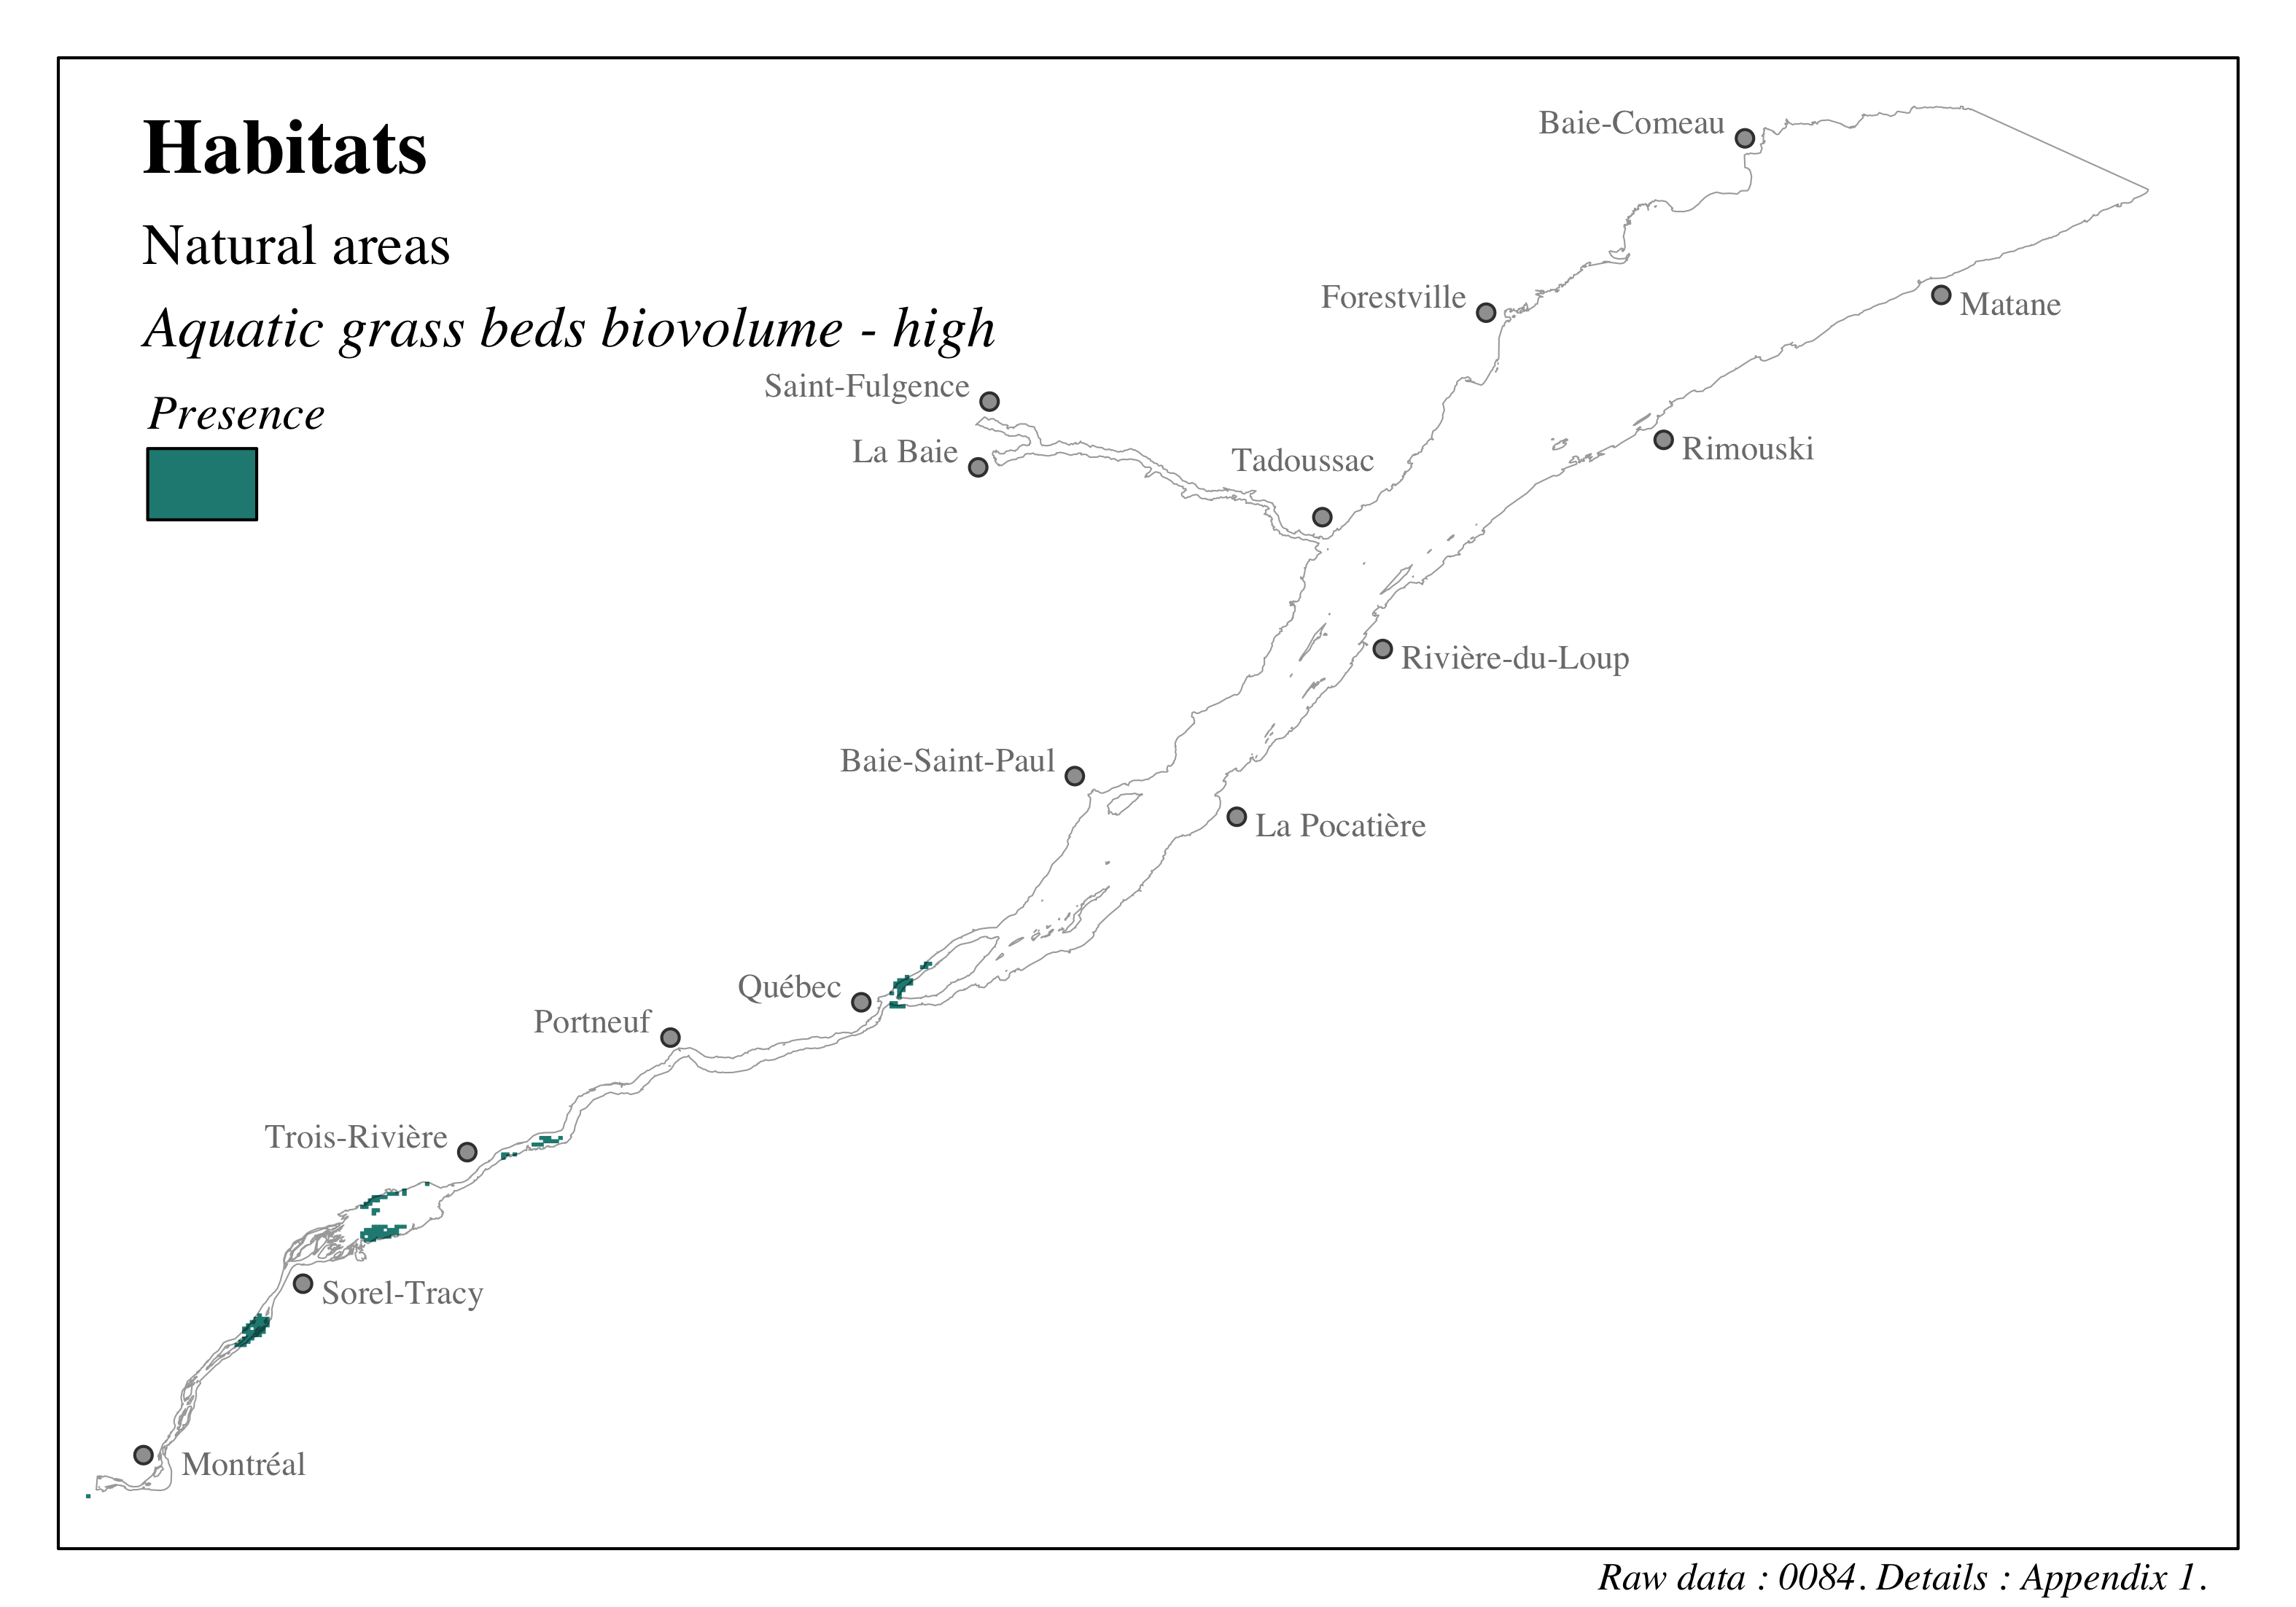 Habitats
Natural areas
Aquatic grass beds biovolume - high
Presence
Baie-Comeau
Forestville
Matane
Saint-Fulgence
La Baie
Tadoussac
Rimouski
Rivière-du-Loup
Baie-Saint-Paul
La Pocatière
Québec
Portneuf
Trois-Rivière
Sorel-Tracy
Montréal
Raw data : 0084. Details : Appendix 1.